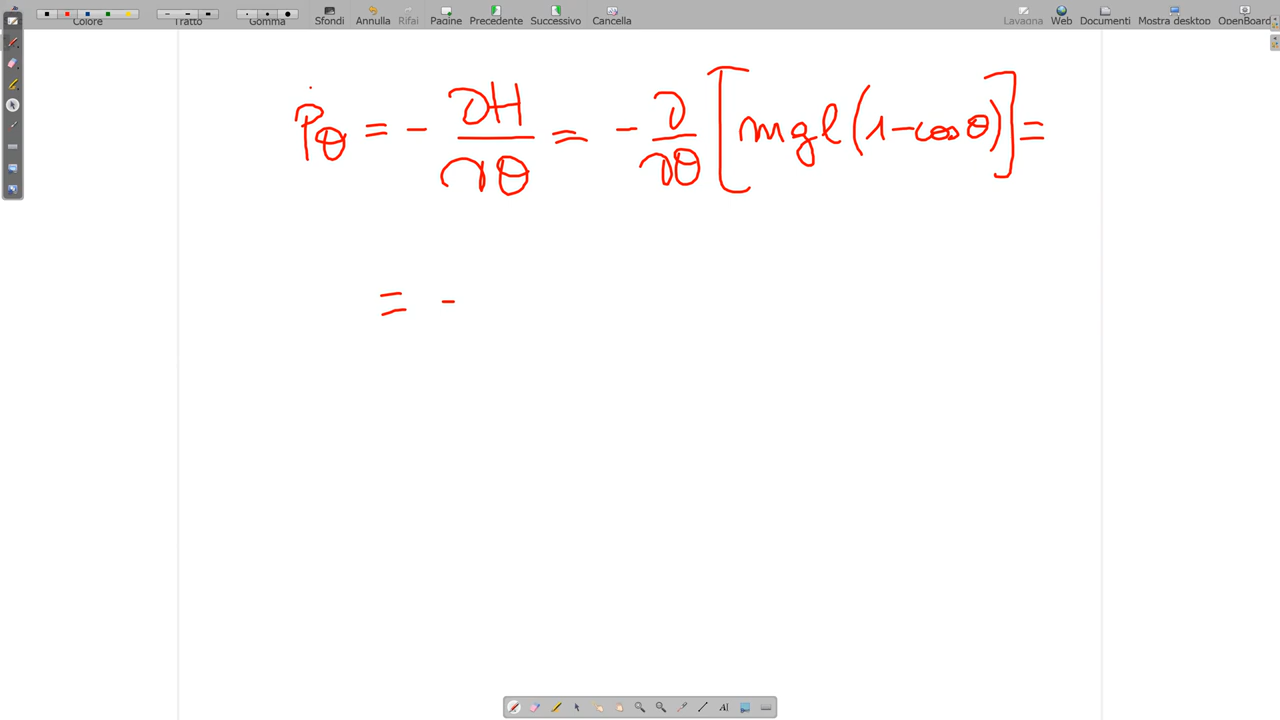 Sfondi Annulla Rifai Pagine Precedente Successivo Cancella Lavagna Web Documenti Mostra desktop OpenBoard
Colore Tratto Gomma
Ṗθ = - ∂H/∂θ = - ∂/∂θ [mgl(1-cosθ)] =
= -
AI